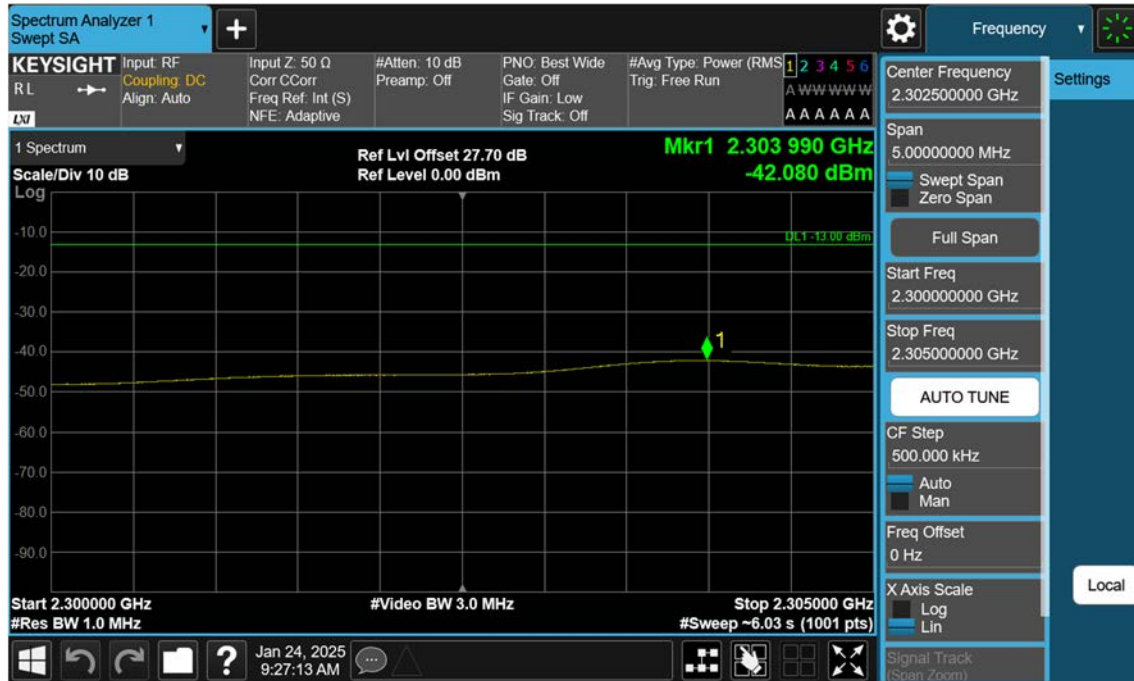 Spectrum Analyzer 1
Swept SA
+
Frequency
KEYSIGHT
R L
LXI
Input: RF
Coupling: DC
Align: Auto
Input Z: 50 Ω
Corr CCorr
Freq Ref: Int (S)
NFE: Adaptive
#Atten: 10 dB
Preamp: Off
PNO: Best Wide
Gate: Off
IF Gain: Low
Sig Track: Off
#Avg Type: Power (RMS
Trig: Free Run
1 2 3 4 5 6
A W W W W W
A A A A A A
1 Spectrum
Scale/Div 10 dB
Log
Ref Lvl Offset 27.70 dB
Ref Level 0.00 dBm
Mkr1 2.303 990 GHz
-42.080 dBm
DL1 -13.00 dBm
1
-10.0
-20.0
-30.0
-40.0
-50.0
-60.0
-70.0
-80.0
-90.0
Start 2.300000 GHz
#Res BW 1.0 MHz
#Video BW 3.0 MHz
Stop 2.305000 GHz
#Sweep ~6.03 s (1001 pts)
Center Frequency
2.302500000 GHz
Span
5.00000000 MHz
Swept Span
Zero Span
Full Span
Start Freq
2.300000000 GHz
Stop Freq
2.305000000 GHz
AUTO TUNE
CF Step
500.000 kHz
Auto
Man
Freq Offset
0 Hz
X Axis Scale
Log
Lin
Signal Track
(Span Zoom)
Settings
Local
?
Jan 24, 2025
9:27:13 AM